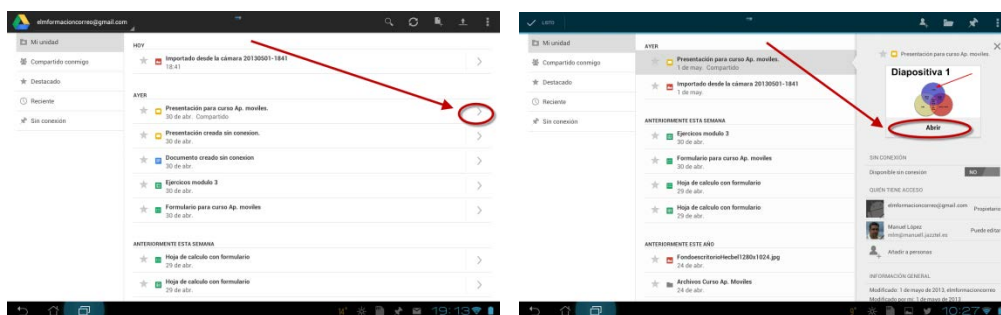 elmformacioncorreo@gmail.com
Mi unidad
Compartido conmigo
Destacado
Reciente
Sin conexión
HOY
Importado desde la cámara 20130501-1841
18:41
AYER
Presentación para curso Ap. moviles.
30 de abr. Compartido
Presentación creada sin conexion.
30 de abr.
Documento creado sin conexion
30 de abr.
Ejercicos modulo 3
30 de abr.
Formulario para curso Ap. moviles
30 de abr.
ANTERIORMENTE ESTA SEMANA
Hoja de calculo con formulario
29 de abr.
Hoja de calculo con formulario
29 de abr.
19:13
LISTO
Mi unidad
Compartido conmigo
Destacado
Reciente
Sin conexión
AYER
Presentación para curso Ap. moviles.
1 de may. Compartido
Importado desde la cámara 20130501-1841
1 de may.
ANTERIORMENTE ESTA SEMANA
Ejercicos modulo 3
30 de abr.
Formulario para curso Ap. moviles
30 de abr.
Hoja de calculo con formulario
29 de abr.
Hoja de calculo con formulario
29 de abr.
ANTERIORMENTE ESTE AÑO
FondoescritorioHecbel1280x1024.jpg
24 de abr.
Archivos Curso Ap. Moviles
24 de abr.
Presentación para curso Ap. moviles.
Diapositiva 1
Abrir
SIN CONEXIÓN
Disponible sin conexión NO
QUIÉN TIENE ACCESO
elmformacioncorreo@gmail.com Propietario
Manuel López Puede editar
Añadir a personas
INFORMACIÓN GENERAL
Modificado: 1 de mayo de 2013, elmformacioncorreo
Modificado por mí: 1 de mayo de 2013
10:27